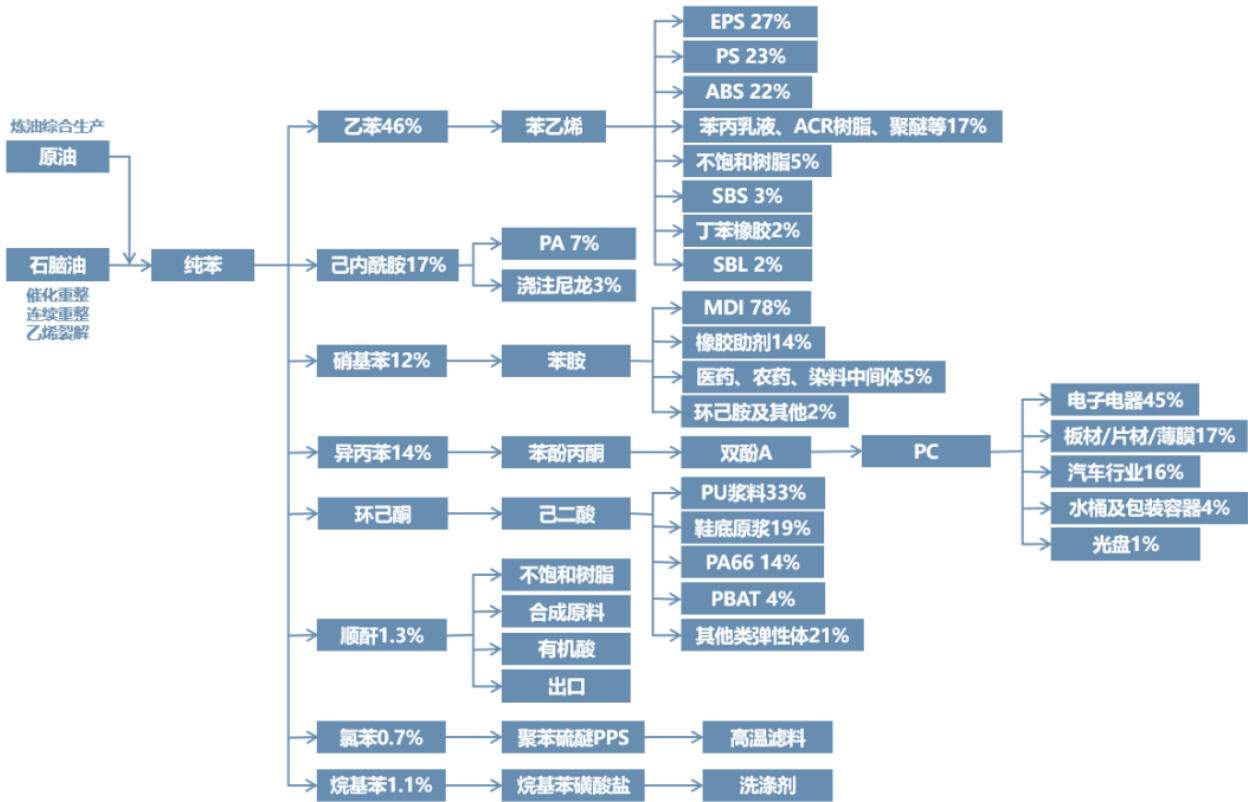 炼油综合生产
原油
石脑油
催化重整
连续重整
乙烯裂解
纯苯
乙苯46%
苯乙烯
EPS 27%
PS 23%
ABS 22%
苯丙乳液、ACR树脂、聚醚等17%
不饱和树脂5%
SBS 3%
丁苯橡胶2%
SBL 2%
己内酰胺17%
PA 7%
浇注尼龙3%
硝基苯12%
苯胺
MDI 78%
橡胶助剂14%
医药、农药、染料中间体5%
环己胺及其他2%
异丙苯14%
苯酚丙酮
双酚A
PC
电子电器45%
板材/片材/薄膜17%
汽车行业16%
水桶及包装容器4%
光盘1%
环己酮
己二酸
PU浆料33%
鞋底原浆19%
PA66 14%
PBAT 4%
其他类弹性体21%
顺酐1.3%
不饱和树脂
合成原料
有机酸
出口
氯苯0.7%
聚苯硫醚PPS
高温滤料
烷基苯1.1%
烷基苯磺酸盐
洗涤剂